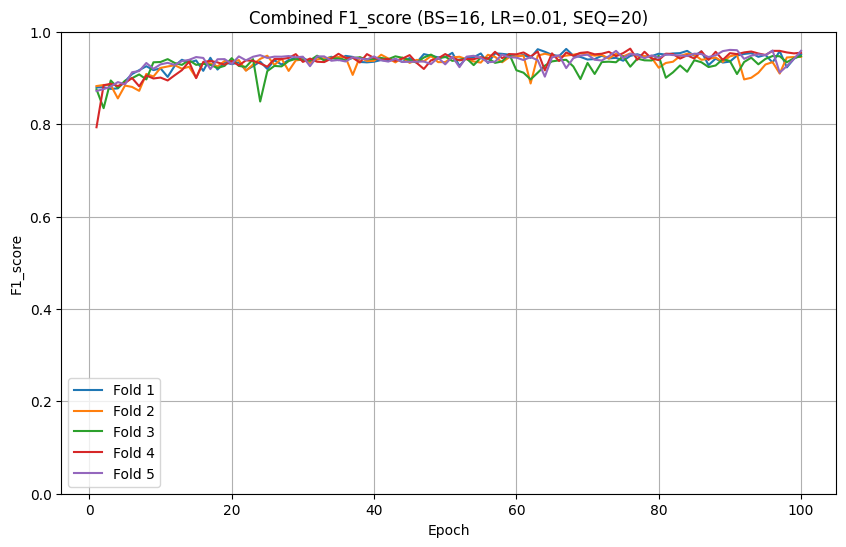 Combined F1_score (BS=16, LR=0.01, SEQ=20)
1.0
0.8
0.6
0.4
0.2
0.0
F1_score
Fold 1
Fold 2
Fold 3
Fold 4
Fold 5
0 20 40 60 80 100
Epoch